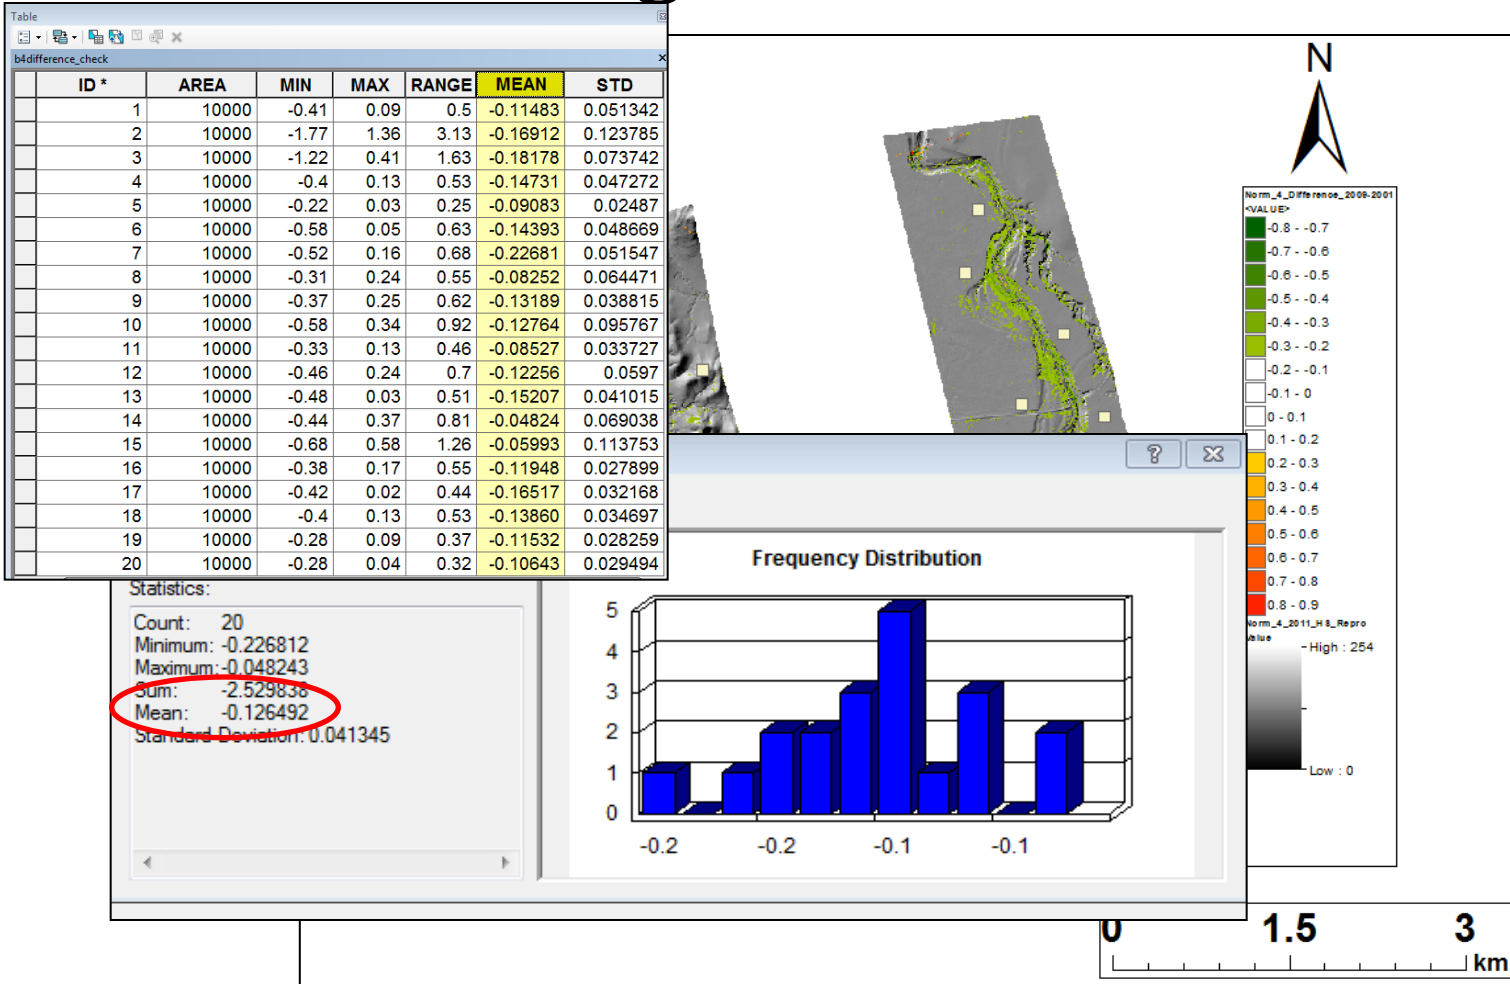 Table
b4difference_check
ID * AREA MIN MAX RANGE MEAN STD
1 10000 -0.41 0.09 0.5 -0.11483 0.051342
2 10000 -1.77 1.36 3.13 -0.16912 0.123785
3 10000 -1.22 0.41 1.63 -0.18178 0.073742
4 10000 -0.4 0.13 0.53 -0.14731 0.047272
5 10000 -0.22 0.03 0.25 -0.09083 0.02487
6 10000 -0.58 0.05 0.63 -0.14393 0.048669
7 10000 -0.52 0.16 0.68 -0.22681 0.051547
8 10000 -0.31 0.24 0.55 -0.08252 0.064471
9 10000 -0.37 0.25 0.62 -0.13189 0.038815
10 10000 -0.58 0.34 0.92 -0.12764 0.095767
11 10000 -0.33 0.13 0.46 -0.08527 0.033727
12 10000 -0.46 0.24 0.7 -0.12256 0.0597
13 10000 -0.48 0.03 0.51 -0.15207 0.041015
14 10000 -0.44 0.37 0.81 -0.04824 0.069038
15 10000 -0.68 0.58 1.26 -0.05993 0.113753
16 10000 -0.38 0.17 0.55 -0.11948 0.027899
17 10000 -0.42 0.02 0.44 -0.16517 0.032168
18 10000 -0.4 0.13 0.53 -0.13860 0.034697
19 10000 -0.28 0.09 0.37 -0.11532 0.028259
20 10000 -0.28 0.04 0.32 -0.10643 0.029494
N
Norm_4_Difference_2009-2001
<VALUE>
-0.8 - -0.7
-0.7 - -0.6
-0.6 - -0.5
-0.5 - -0.4
-0.4 - -0.3
-0.3 - -0.2
-0.2 - -0.1
-0.1 - 0
0 - 0.1
0.1 - 0.2
0.2 - 0.3
0.3 - 0.4
0.4 - 0.5
0.5 - 0.6
0.6 - 0.7
0.7 - 0.8
0.8 - 0.9
Norm_4_2011_HS_Repro
Value
High : 254
Low : 0
Statistics:
Count: 20
Minimum: -0.226812
Maximum: -0.048243
Sum: -2.529838
Mean: -0.126492
Standard Deviation: 0.041345
Frequency Distribution
5
4
3
2
1
0
-0.2 -0.2 -0.1 -0.1
0 1.5 3
km